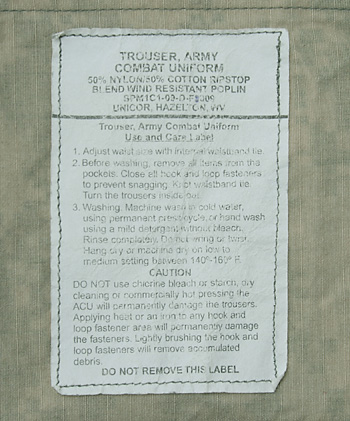 TROUSER, ARMY
COMBAT UNIFORM
50% NYLON/50% COTTON RIPSTOP
BLEND WIND RESISTANT POPLIN
UNICOR, HAZELTON, WV
Trouser, Army Combat Uniform
Use and Care Label
1. Adjust waist size with internal waistband tie.
2. Before washing, remove all items from the
pockets. Close all hook and loop fasteners
to prevent snagging. Knot waistband tie.
Turn the trousers inside out.
3. Washing. Machine wash in cold water,
using permanent press cycle, or hand wash
using a mild detergent without bleach.
Rinse completely. Do not wring or twist.
Hang dry or machine dry on low to
medium setting between 140°-160° F.
CAUTION
DO NOT use chlorine bleach or starch, dry
cleaning or commercially hot pressing the
ACU will permanently damage the trousers.
Applying heat or an iron to any hook and
loop fastener area will permanently damage
the fasteners. Lightly brushing the hook and
loop fasteners will remove accumulated
debris.
DO NOT REMOVE THIS LABEL